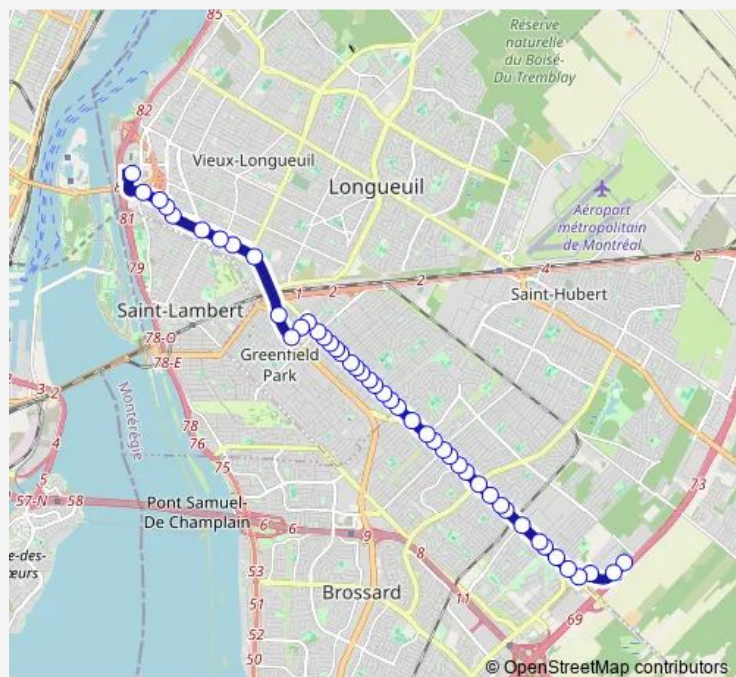 85
Réserve
naturelle
du Boisé-
Du Tremblay
82
Vieux-Longueuil
Longueuil
81
Aéroport
métropolitain
de Montréal
79
8
4
2
1
2
Saint-Hubert
Saint-Lambert
78-O
78-E
Greenfield
Park
3
2
Montérégie
4
78
76
5
75
73
57-N
58
Pont Samuel-
De Champlain
6
6
9
8
e-des-
œurs
53
51
52
50
Brossard
11
69
© OpenStreetMap contributors